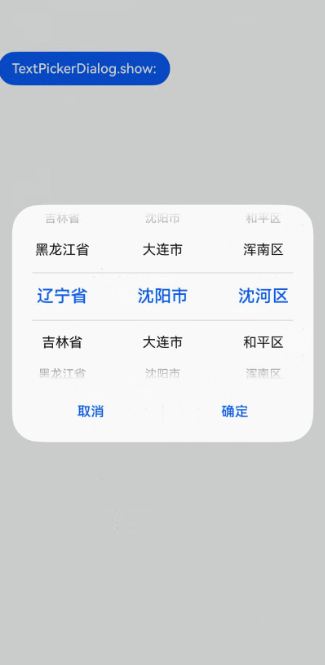 TextPickerDialog.show:
吉林省 沈阳市 和平区
黑龙江省 大连市 浑南区
辽宁省 沈阳市 沈河区
吉林省 大连市 和平区
黑龙江省 沈阳市 浑南区
取消 确定